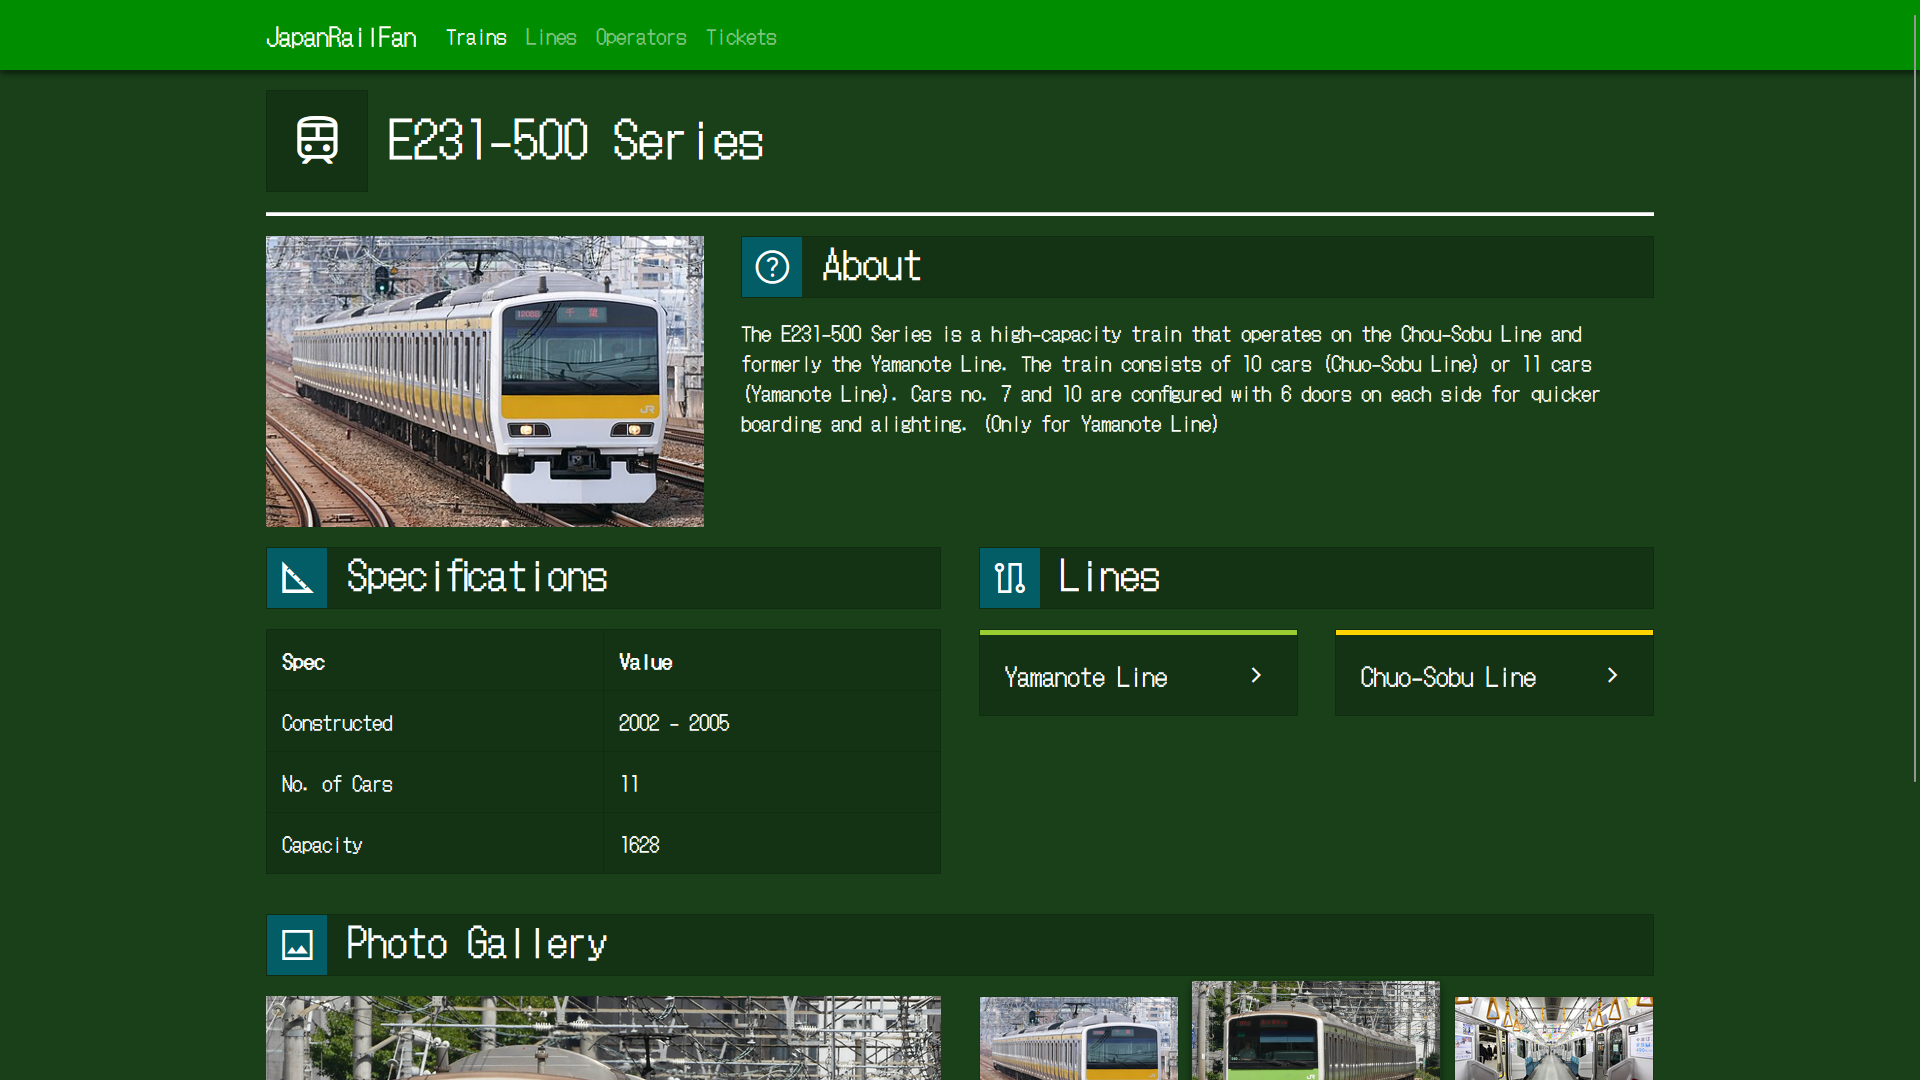 JapanRailFan Trains Lines Operators Tickets
E231-500 Series
千葉
JR
About
The E231-500 Series is a high-capacity train that operates on the Chou-Sobu Line and
formerly the Yamanote Line. The train consists of 10 cars (Chuo-Sobu Line) or 11 cars
(Yamanote Line). Cars no. 7 and 10 are configured with 6 doors on each side for quicker
boarding and alighting. (Only for Yamanote Line)
Specifications
Spec Value
Constructed 2002 - 2005
No. of Cars 11
Capacity 1628
Lines
Yamanote Line
Chuo-Sobu Line
Photo Gallery
JR